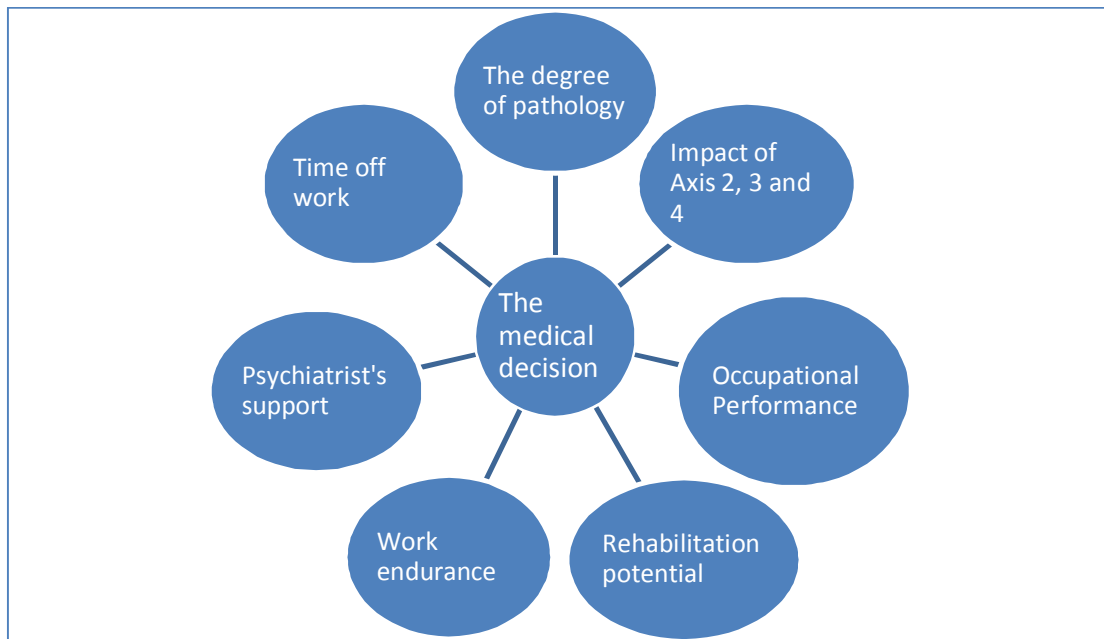 The degree
of pathology
Impact of
Axis 2, 3 and
4
Time off
work
The
medical
decision
Psychiatrist's
support
Occupational
Performance
Work
endurance
Rehabilitation
potential